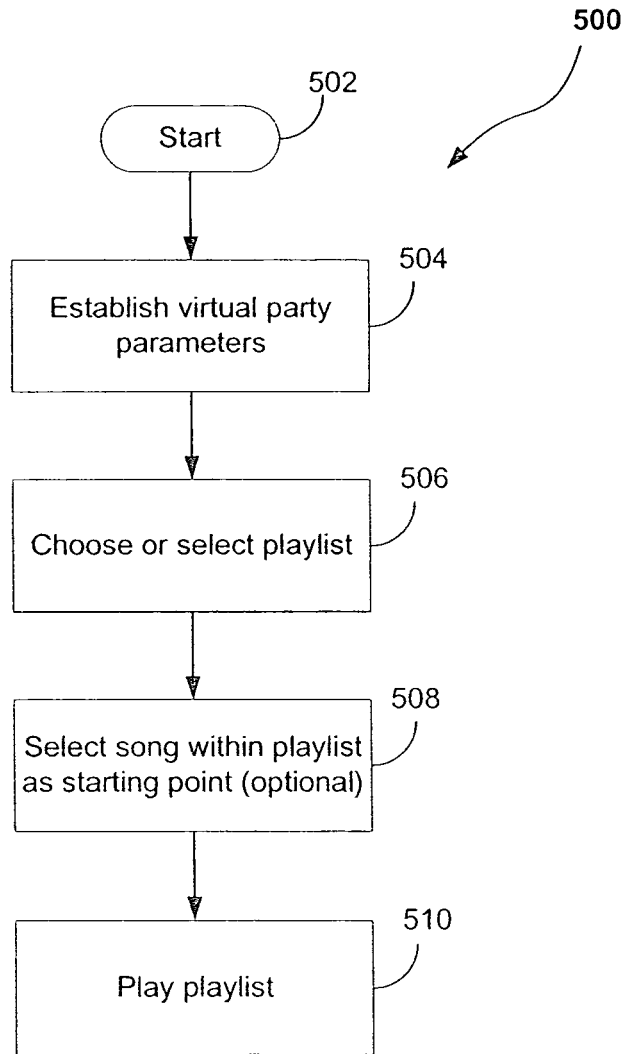 500
502
Start
504
Establish virtual party
parameters
506
Choose or select playlist
508
Select song within playlist
as starting point (optional)
510
Play playlist